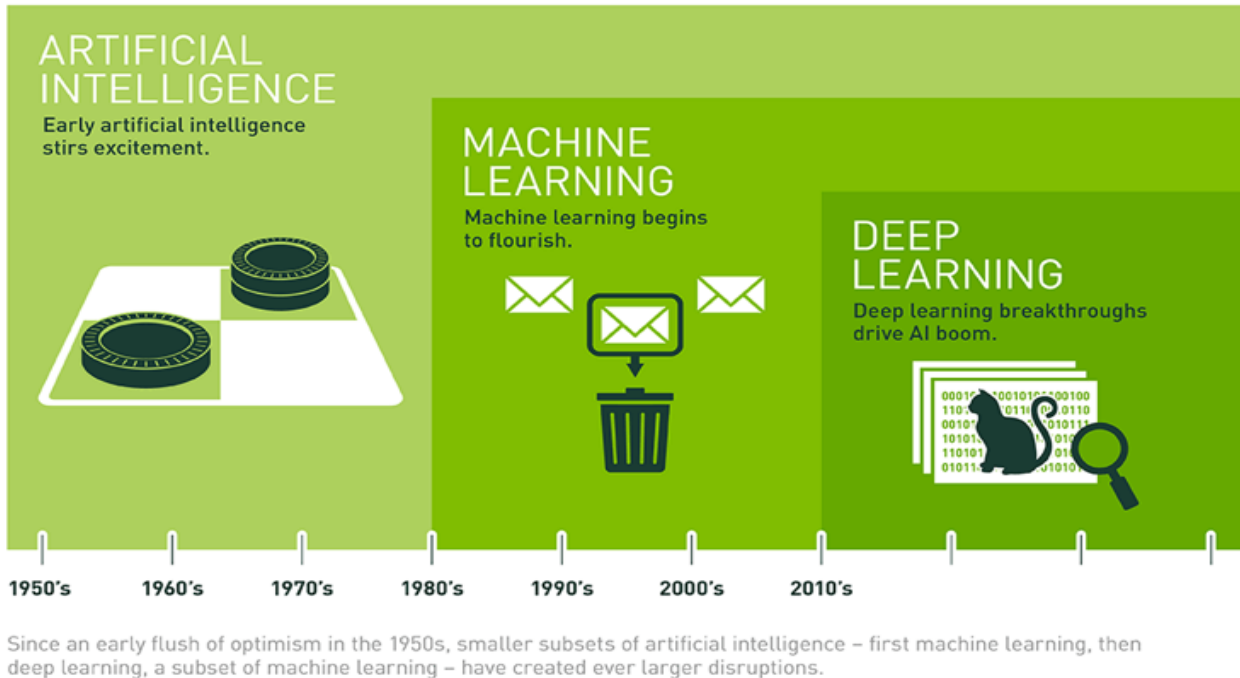 ARTIFICIAL
INTELLIGENCE
Early artificial intelligence
stirs excitement.
MACHINE
LEARNING
Machine learning begins
to flourish.
DEEP
LEARNING
Deep learning breakthroughs
drive AI boom.
1950's 1960's 1970's 1980's 1990's 2000's 2010's
Since an early flush of optimism in the 1950s, smaller subsets of artificial intelligence – first machine learning, then
deep learning, a subset of machine learning – have created ever larger disruptions.